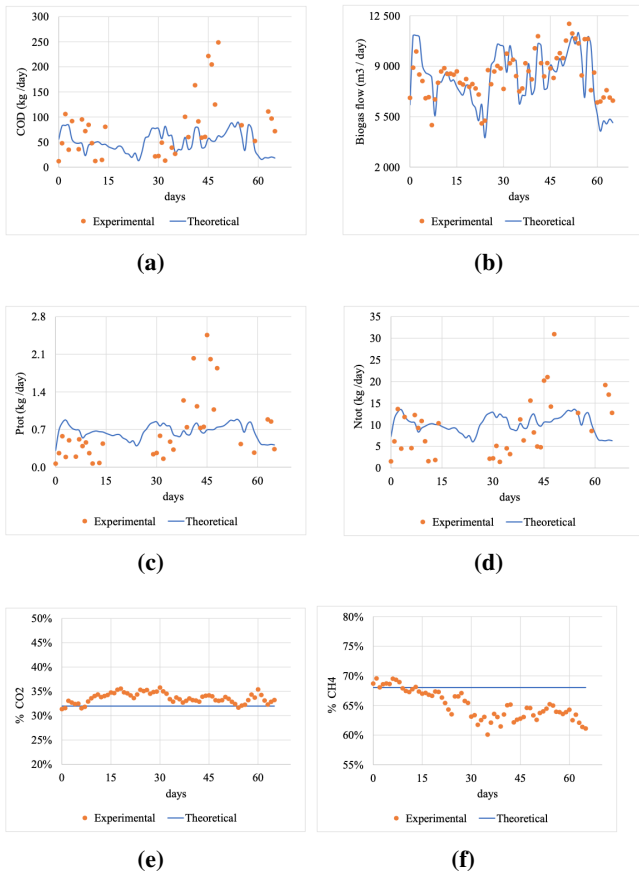 300
250
200
150
100
50
0
COD (kg /day)
0 15 30 45 60
days
Experimental Theoretical
(a)
12 500
9 000
5 500
2 000
Biogas flow (m3 / day)
0 15 30 45 60
days
Experimental Theoretical
(b)
2.8
2.1
1.4
0.7
0.0
Ptot (kg /day)
0 15 30 45 60
days
Experimental Theoretical
(c)
35
30
25
20
15
10
5
0
Ntot (kg /day)
0 15 30 45 60
days
Experimental Theoretical
(d)
50%
45%
40%
35%
30%
25%
20%
% CO2
0 15 30 45 60
days
Experimental Theoretical
(e)
80%
75%
70%
65%
60%
55%
% CH4
0 15 30 45 60
days
Experimental Theoretical
(f)